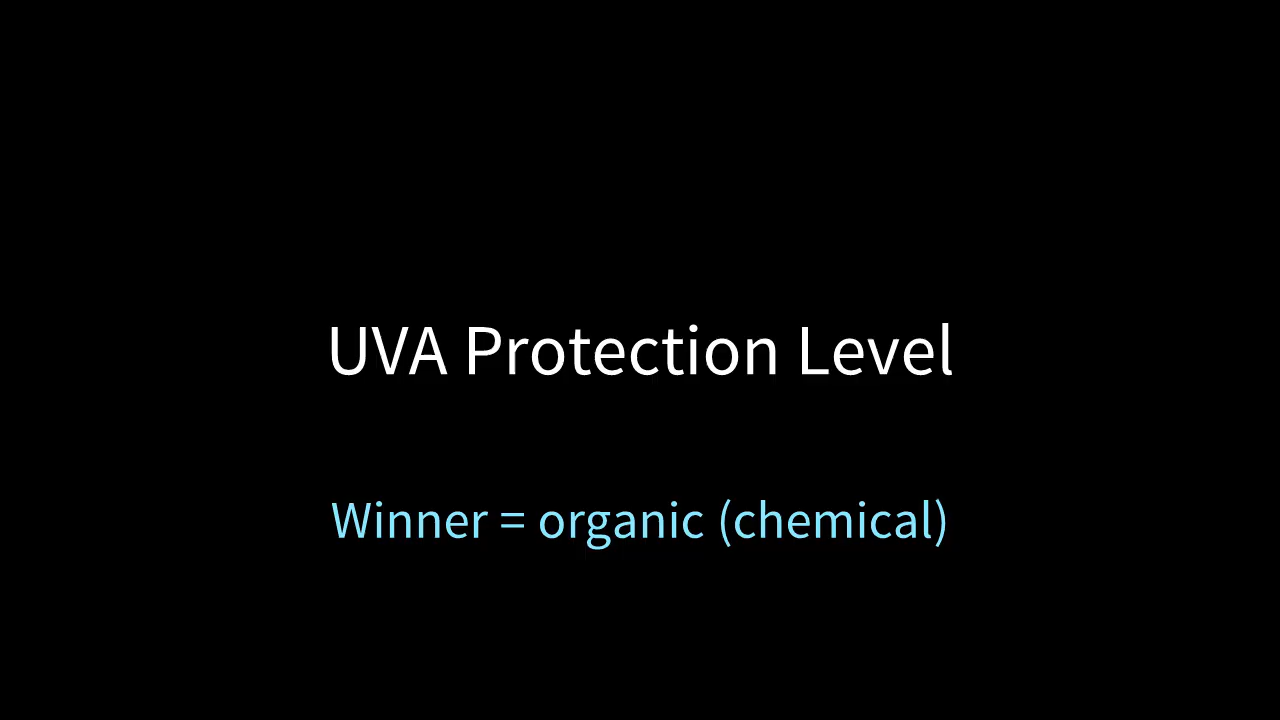 UVA Protection Level
Winner = organic (chemical)